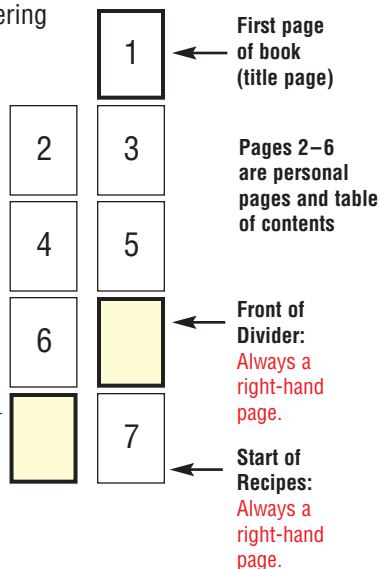 ering
1
First page
of book
(title page)
2
3
Pages 2–6
are personal
pages and table
of contents
4
5
6
Front of
Divider:
Always a
right-hand
page.
7
Start of
Recipes:
Always a
right-hand
page.